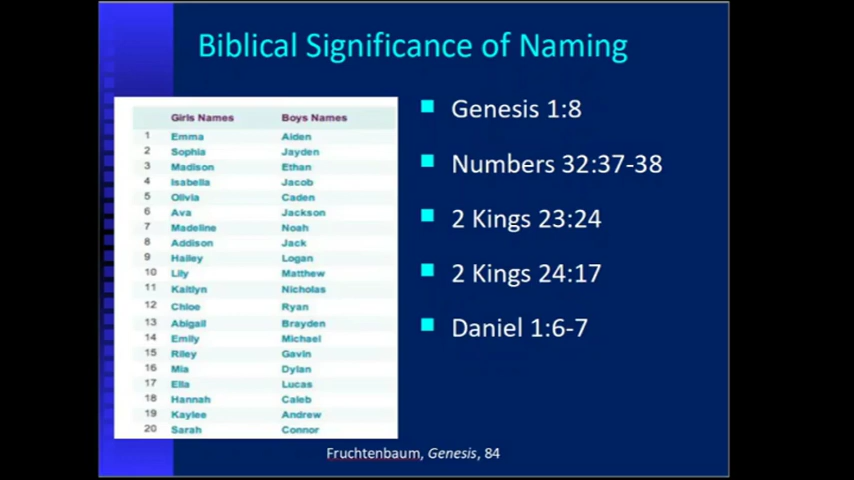 Biblical Significance of Naming
Girls Names Boys Names
1 Emma Aiden
2 Sophia Jayden
3 Madison Ethan
4 Isabella Jacob
5 Olivia Caden
6 Ava Jackson
7 Madeline Noah
8 Addison Jack
9 Hailey Logan
10 Lily Matthew
11 Kaitlyn Nicholas
12 Chloe Ryan
13 Abigail Brayden
14 Emily Michael
15 Riley Gavin
16 Mia Dylan
17 Ella Lucas
18 Hannah Caleb
19 Kaylee Andrew
20 Sarah Connor
Genesis 1:8
Numbers 32:37-38
2 Kings 23:24
2 Kings 24:17
Daniel 1:6-7
Fruchtenbaum, Genesis, 84